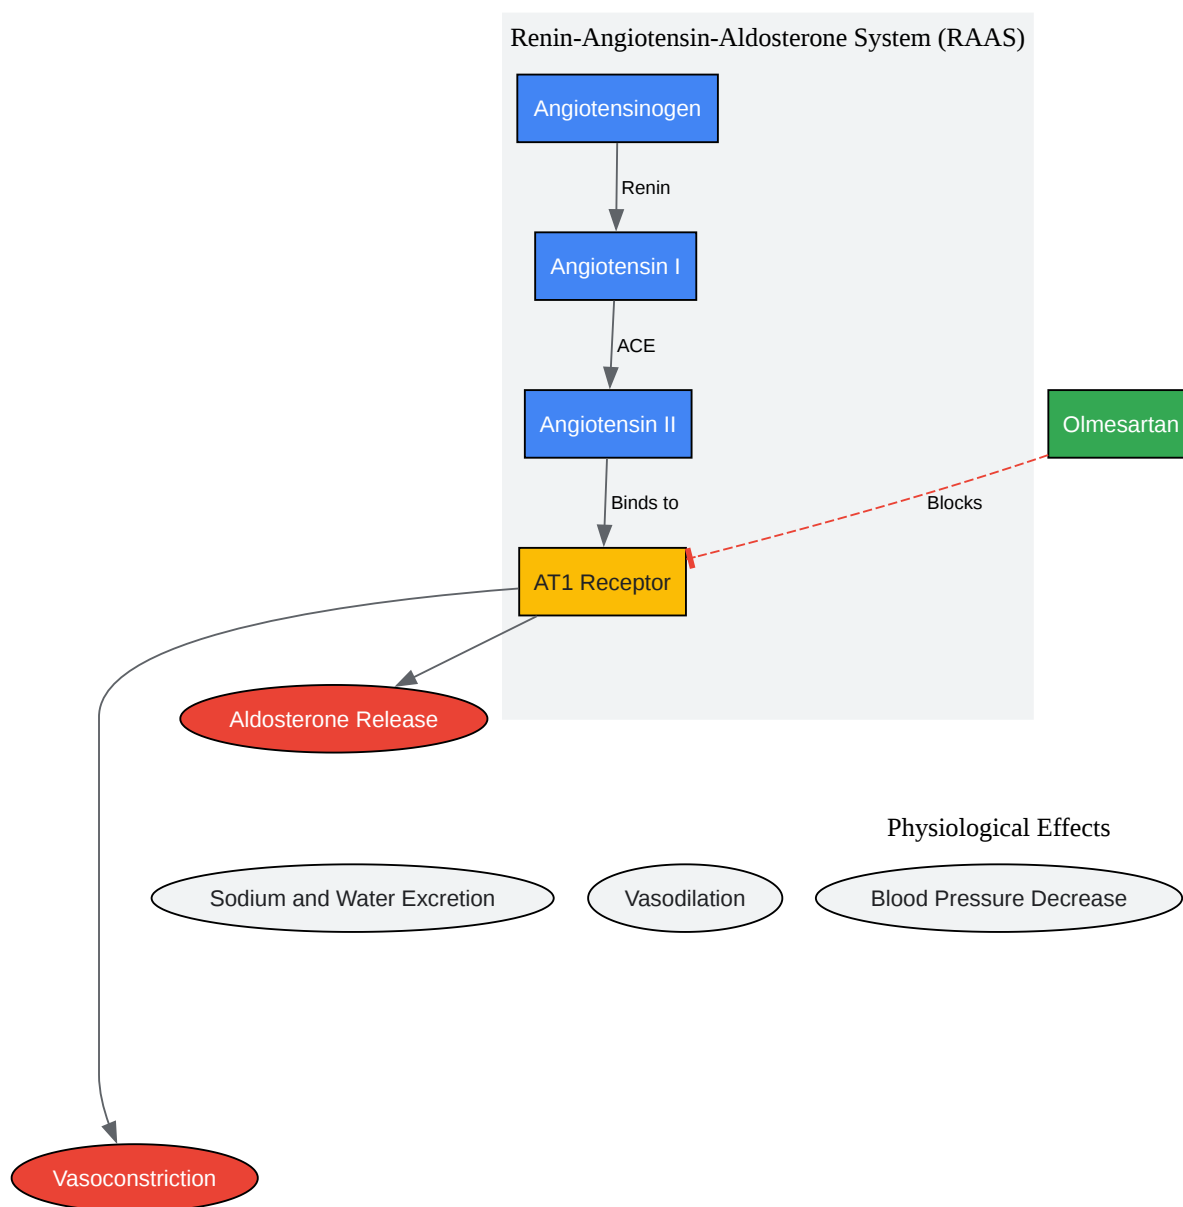 Renin-Angiotensin-Aldosterone System (RAAS)
Angiotensinogen
Renin
Angiotensin I
ACE
Angiotensin II
Olmesartan
Binds to
Blocks
AT1 Receptor
Aldosterone Release
Physiological Effects
Sodium and Water Excretion
Vasodilation
Blood Pressure Decrease
Vasoconstriction